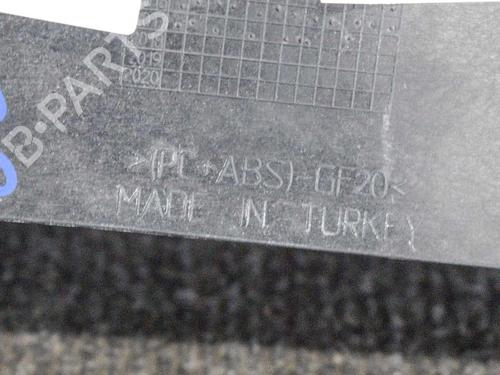 2019
2020
>(PC+ABS)-GF20<
MADE IN TURKEY
B-PARTS